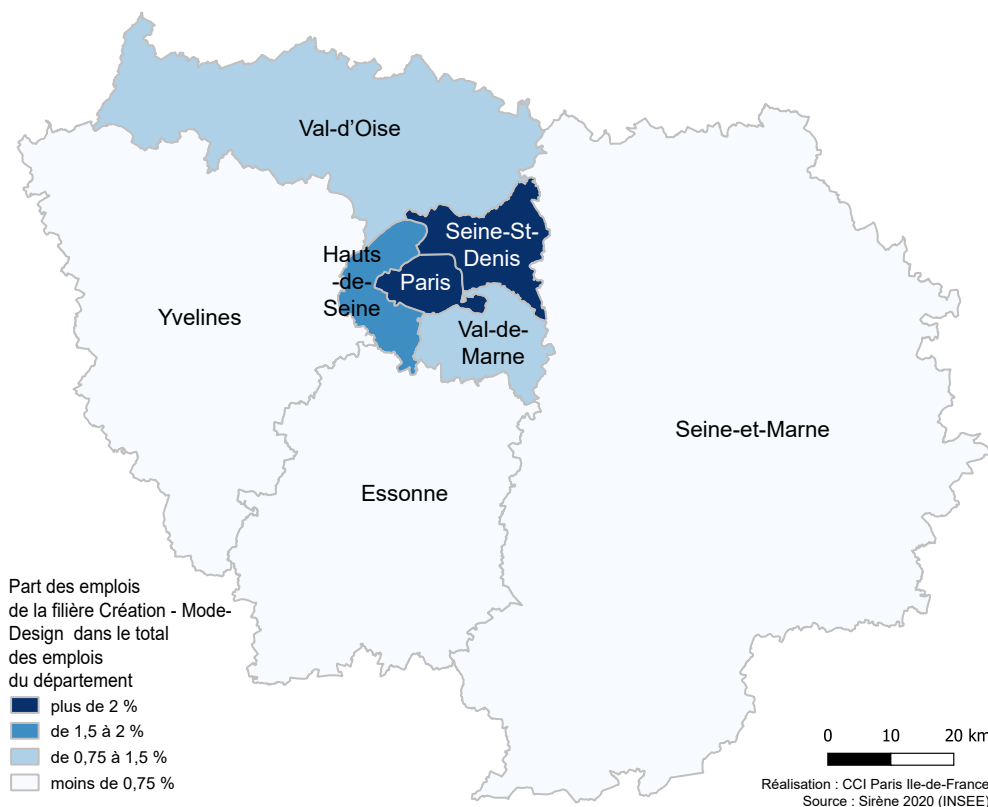 Val-d'Oise
Seine-St-
Denis
Hauts
-de-
Seine
Paris
Yvelines
Val-de-
Marne
Seine-et-Marne
Essonne
Part des emplois
de la filière Création - Mode-
Design dans le total
des emplois
du département
plus de 2 %
de 1,5 à 2 %
de 0,75 à 1,5 %
moins de 0,75 %
0 10 20 km
Réalisation : CCI Paris Ile-de-France
Source : Sirène 2020 (INSEE)